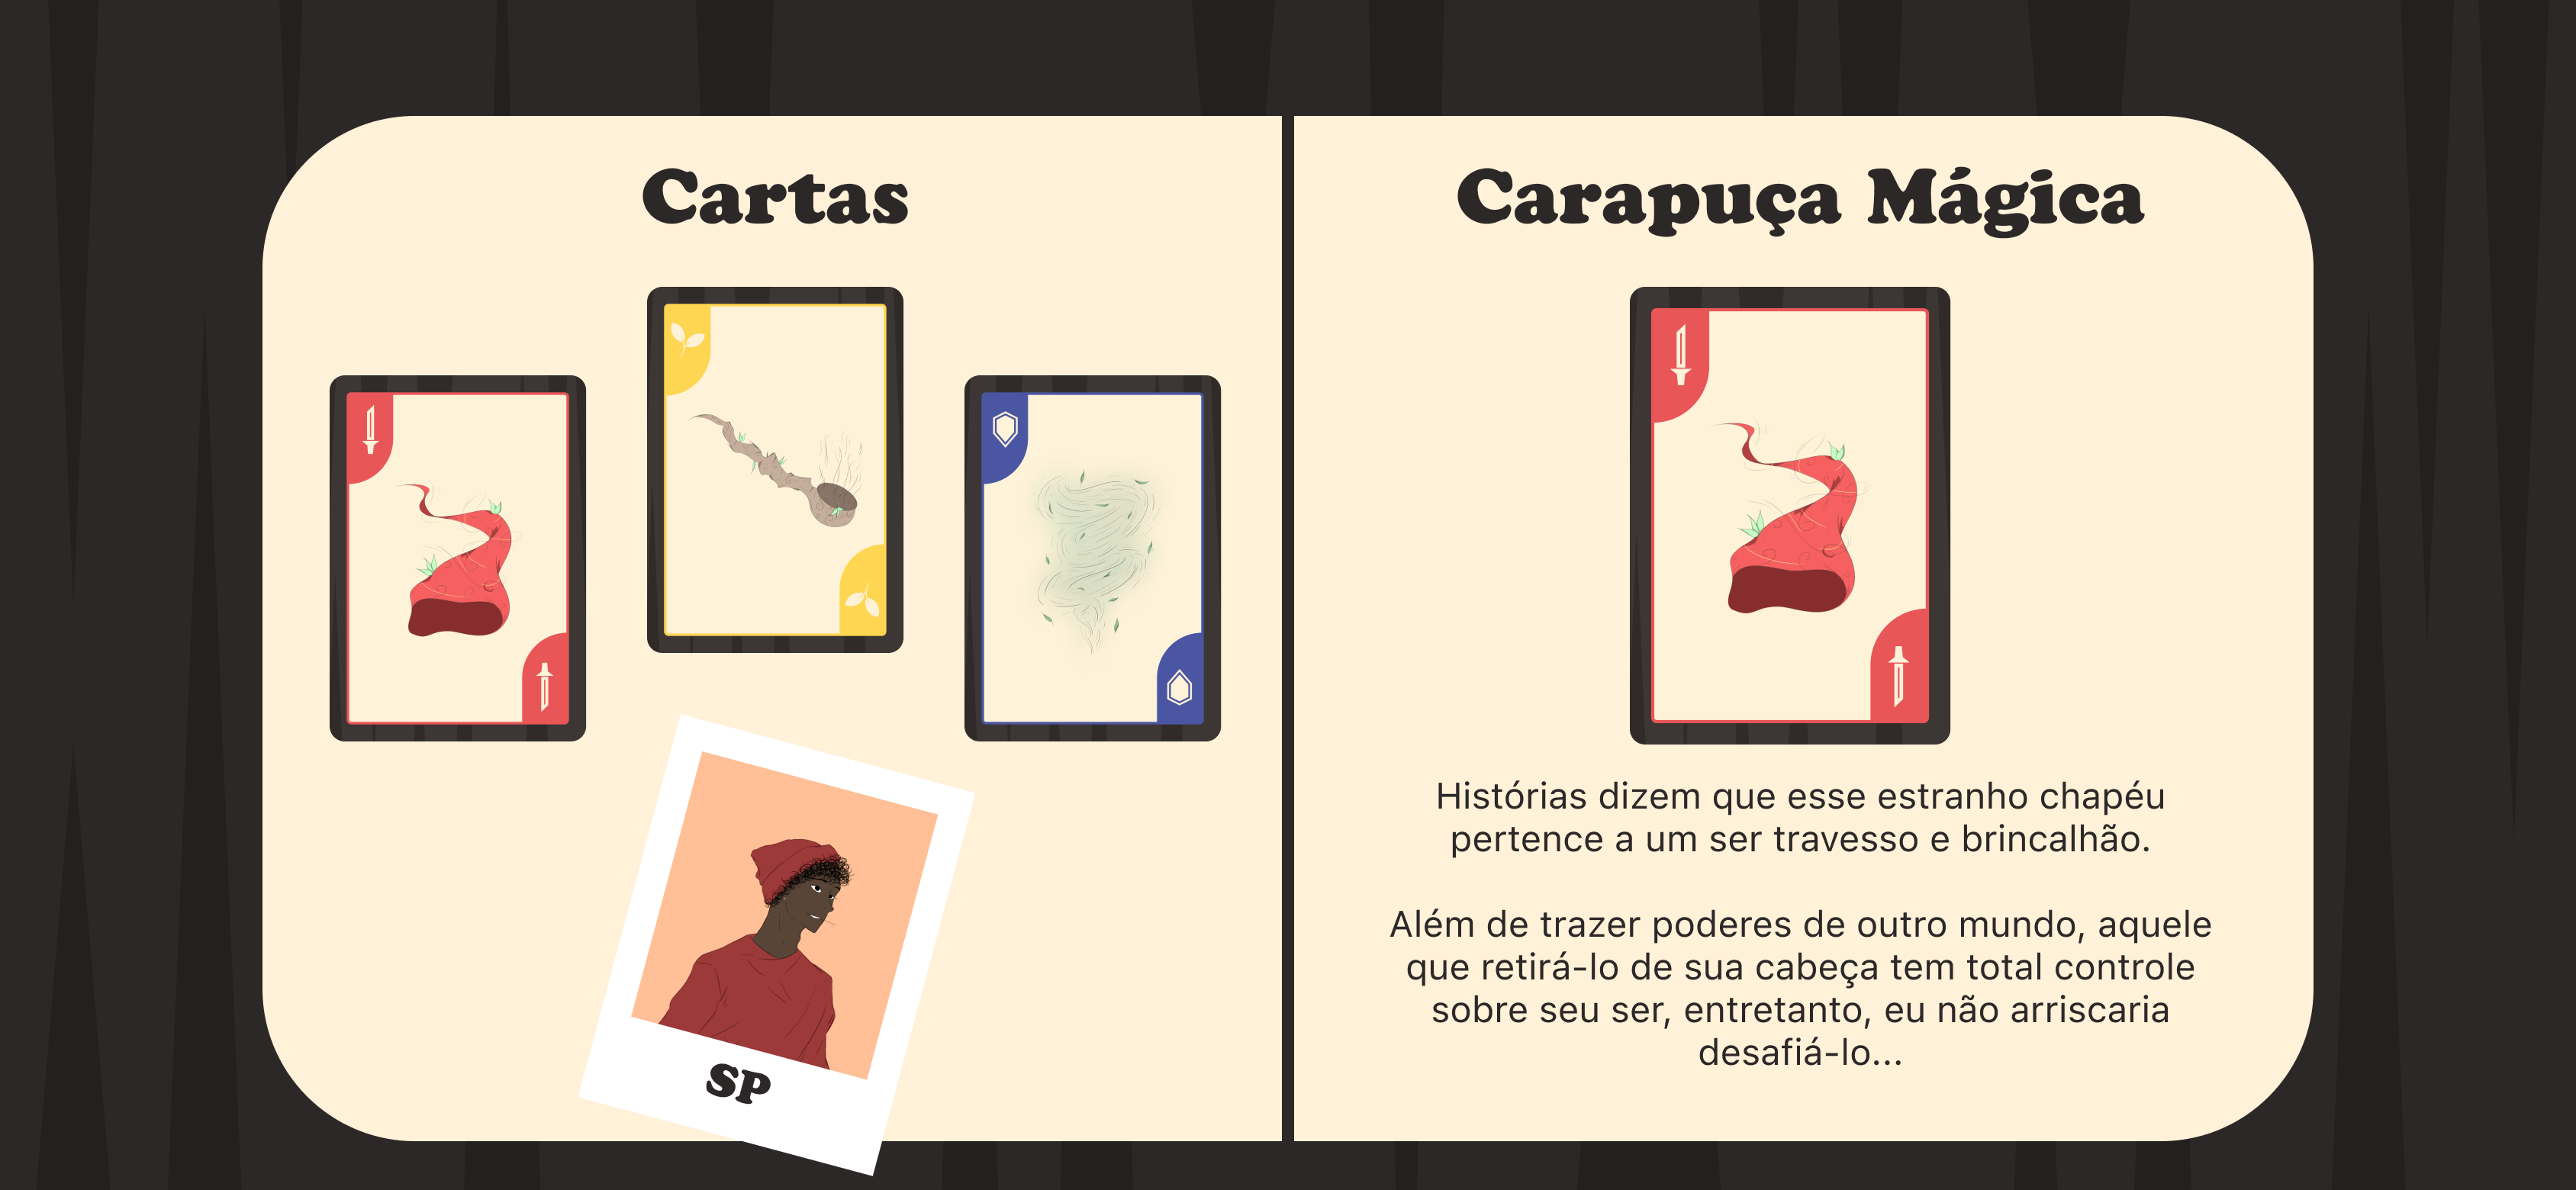 Cartas
SP
Carapuça Mágica
Histórias dizem que esse estranho chapéu
pertence a um ser travesso e brincalhão.
Além de trazer poderes de outro mundo, aquele
que retirá-lo de sua cabeça tem total controle
sobre seu ser, entretanto, eu não arriscaria
desafiá-lo...